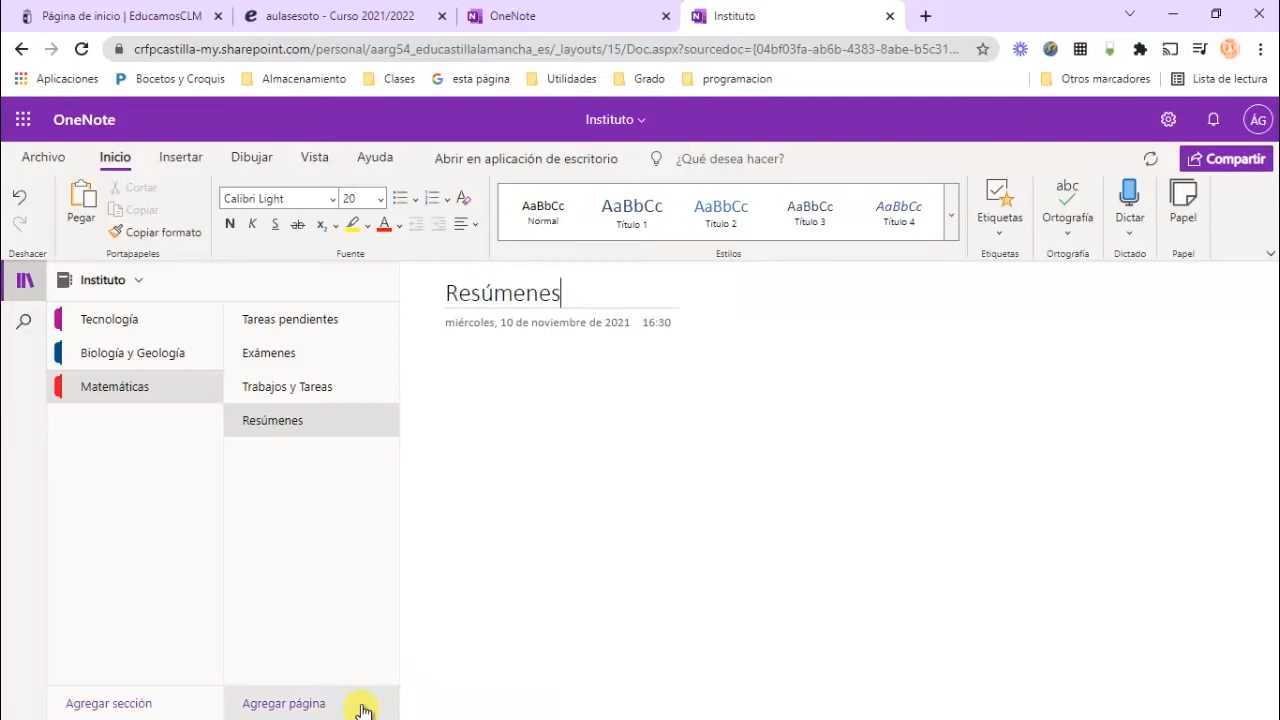 Página de inicio | EducamosCLM
aulasesoto - Curso 2021/2022
OneNote
Instituto
crfpcastilla-my.sharepoint.com/personal/aarg54_educastillalamancha_es/_layouts/15/Doc.aspx?sourcedoc={04bf03fa-ab6b-4383-8abe-b5c31...
Aplicaciones
Bocetos y Croquis
Almacenamiento
Clases
esta página
Utilidades
Grado
programacion
Otros marcadores
Lista de lectura
OneNote
Instituto
ÁG
Archivo
Inicio
Insertar
Dibujar
Vista
Ayuda
Abrir en aplicación de escritorio
¿Qué desea hacer?
Compartir
Pegar
Cortar
Copiar
Copiar formato
Calibri Light
20
N K S ab x₂ A
AaBbCc
Normal
AaBbCc
Título 1
AaBbCc
Título 2
AaBbCc
Título 3
AaBbCc
Título 4
Etiquetas
abc
Ortografía
Dictar
Papel
Deshacer
Portapapeles
Fuente
Estilos
Etiquetas
Ortografía
Dictado
Papel
Instituto
Tecnología
Biología y Geología
Matemáticas
Tareas pendientes
Exámenes
Trabajos y Tareas
Resúmenes
Resúmenes
miércoles, 10 de noviembre de 2021 16:30
Agregar sección
Agregar página